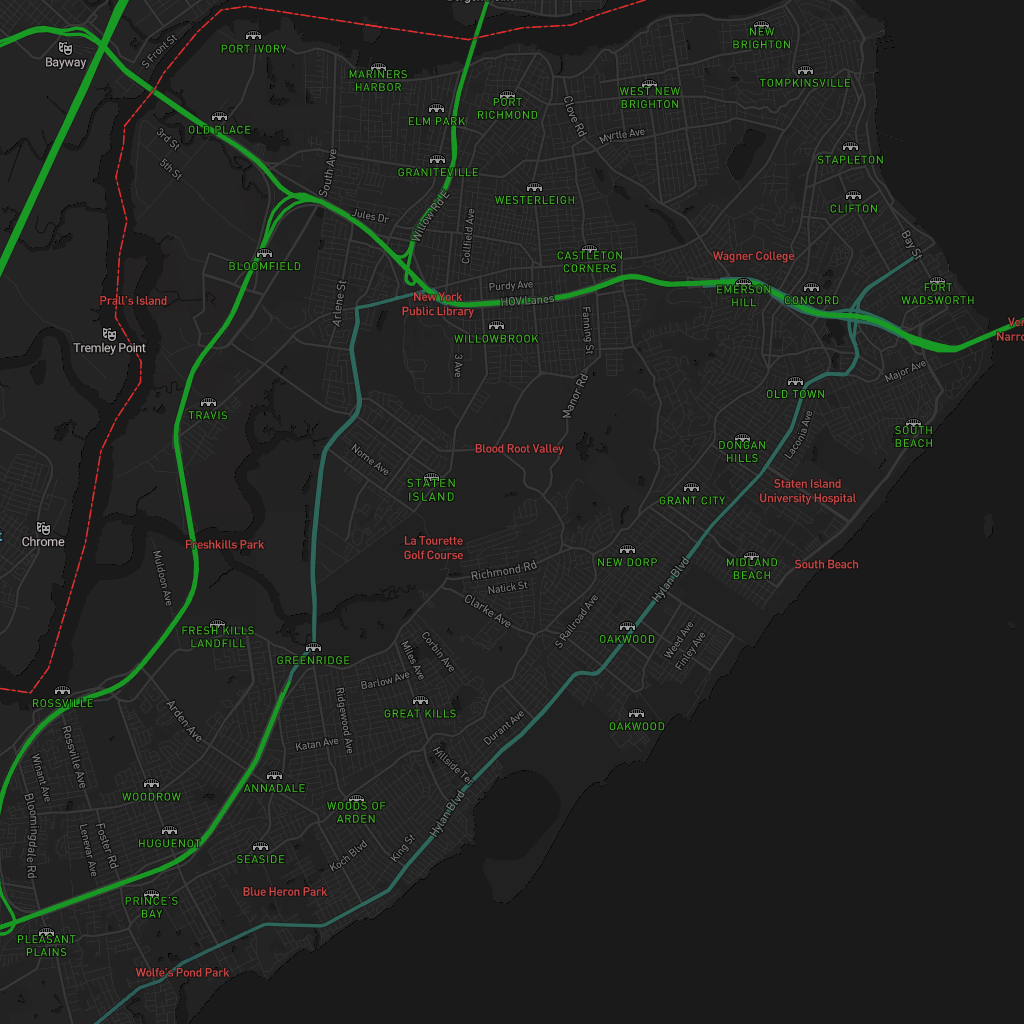 NEW
BRIGHTON
S Front St
PORT IVORY
Bayway
MARINERS
HARBOR
TOMPKINSVILLE
WEST NEW
BRIGHTON
PORT
RICHMOND
Clove Rd
ELM PARK
OLD PLACE
3rd St
Myrtle Ave
5th St
STAPLETON
South Ave
GRANITEVILLE
WESTERLEIGH
CLIFTON
Jules Dr
Willow Rd E
Collfield Ave
Bay St
CASTLETON
CORNERS
Wagner College
BLOOMFIELD
Purdy Ave
EMERSON
HILL
CONCORD
FORT
WADSWORTH
Prall's Island
Arlene St
New York
Public Library
HOV Lanes
Fanning St
WILLOWBROOK
Tremley Point
3 Ave
Major Ave
Manor Rd
OLD TOWN
TRAVIS
Laconia Ave
SOUTH
BEACH
DONGAN
HILLS
Blood Root Valley
Nome Ave
STATEN
ISLAND
Staten Island
University Hospital
GRANT CITY
Chrome
Freshkills Park
La Tourette
Golf Course
NEW DORP
MIDLAND
BEACH
South Beach
Muldoon Ave
Richmond Rd
Natick St
Hylan Blvd
Clarke Ave
S Railroad Ave
FRESH KILLS
LANDFILL
OAKWOOD
Weed Ave
Finley Ave
GREENRIDGE
Corbin Ave
Miles Ave
Barlow Ave
ROSSVILLE
Arden Ave
Ridgewood Ave
GREAT KILLS
OAKWOOD
Durant Ave
Katan Ave
Rossville Ave
Winant Ave
Hillside Te
ANNADALE
WOODROW
WOODS OF
ARDEN
Hylan Blvd
Bloomingdale Rd
Foster Rd
Lenevar Ave
HUGUENOT
SEASIDE
Koch Blvd
King St
Blue Heron Park
PRINCE'S
BAY
PLEASANT
PLAINS
Wolfe's Pond Park